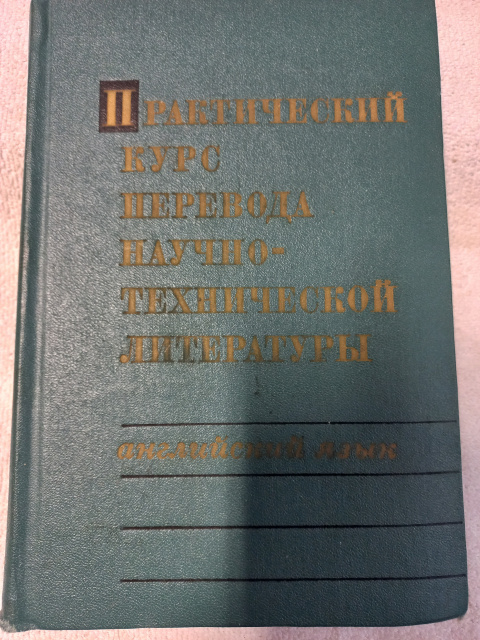 ПРАКТИЧЕСКИЙ
КУРС
ПЕРЕВОДА
НАУЧНО-
ТЕХНИЧЕСКОЙ
ЛИТЕРАТУРЫ
английский язык